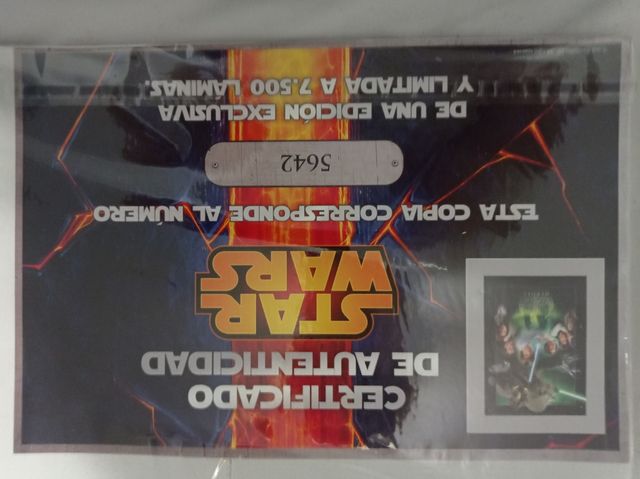 CERTIFICADO
DE AUTENTICIDAD
STAR
WARS
ESTA COPIA CORRESPONDE AL NÚMERO
5642
DE UNA EDICIÓN EXCLUSIVA
Y LIMITADA A 7.500 LÁMINAS.